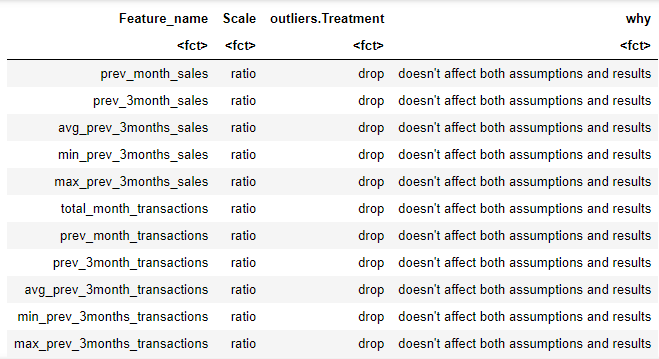 Feature_name Scale outliers.Treatment why
<fct> <fct> <fct> <fct>
prev_month_sales ratio drop doesn't affect both assumptions and results
prev_3month_sales ratio drop doesn't affect both assumptions and results
avg_prev_3months_sales ratio drop doesn't affect both assumptions and results
min_prev_3months_sales ratio drop doesn't affect both assumptions and results
max_prev_3months_sales ratio drop doesn't affect both assumptions and results
total_month_transactions ratio drop doesn't affect both assumptions and results
prev_month_transactions ratio drop doesn't affect both assumptions and results
prev_3month_transactions ratio drop doesn't affect both assumptions and results
avg_prev_3month_transactions ratio drop doesn't affect both assumptions and results
min_prev_3months_transactions ratio drop doesn't affect both assumptions and results
max_prev_3months_transactions ratio drop doesn't affect both assumptions and results